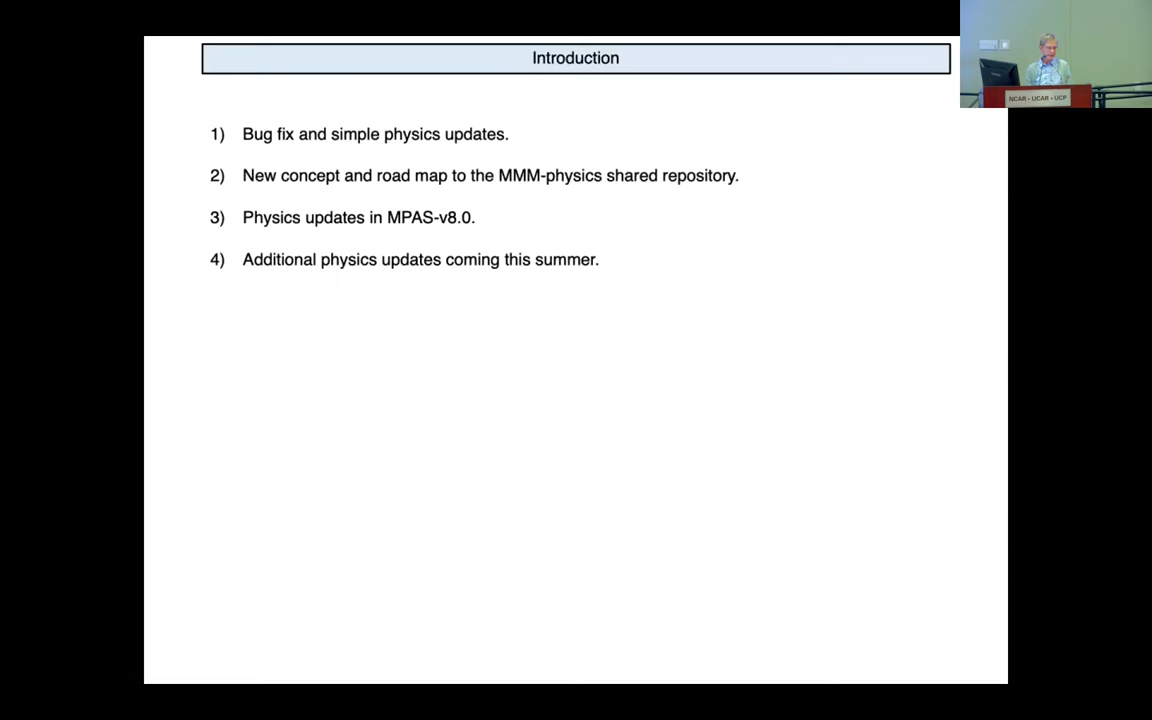 Introduction
1) Bug fix and simple physics updates.
2) New concept and road map to the MMM-physics shared repository.
3) Physics updates in MPAS-v8.0.
4) Additional physics updates coming this summer.
NCAR • UCAR • UCP